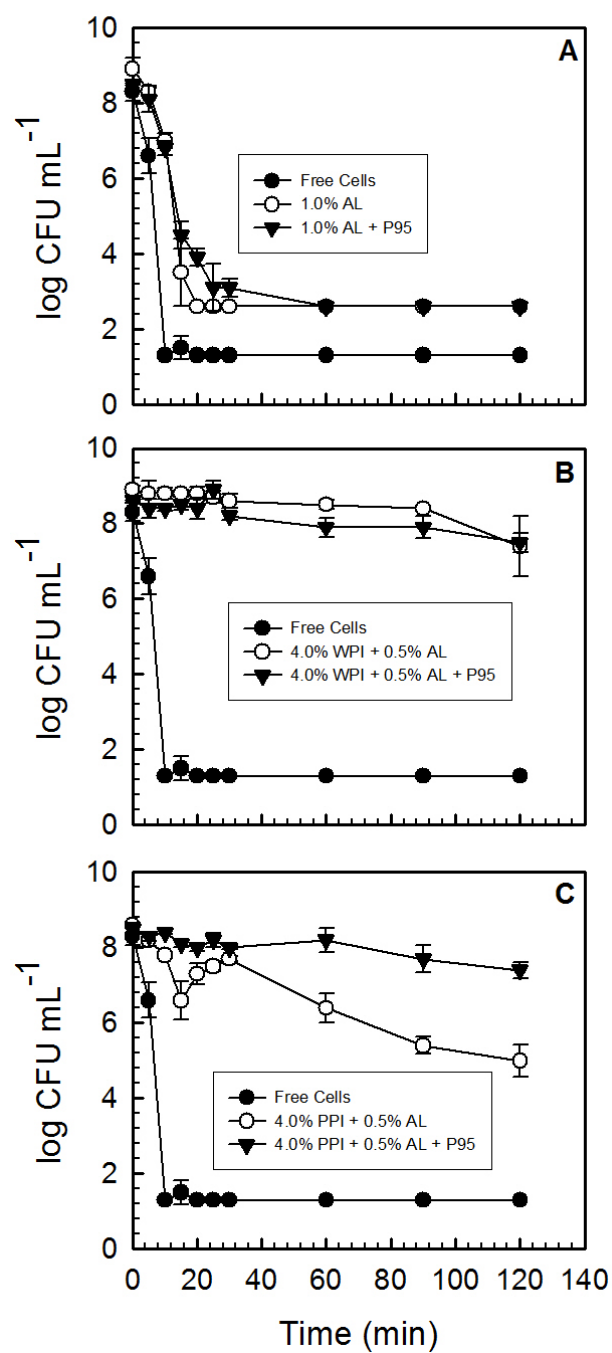 A
10
8
6
4
2
0
log CFU mL⁻¹
Free Cells
1.0% AL
1.0% AL + P95
B
10
8
6
4
2
0
log CFU mL⁻¹
Free Cells
4.0% WPI + 0.5% AL
4.0% WPI + 0.5% AL + P95
C
10
8
6
4
2
0
log CFU mL⁻¹
Free Cells
4.0% PPI + 0.5% AL
4.0% PPI + 0.5% AL + P95
0 20 40 60 80 100 120 140
Time (min)